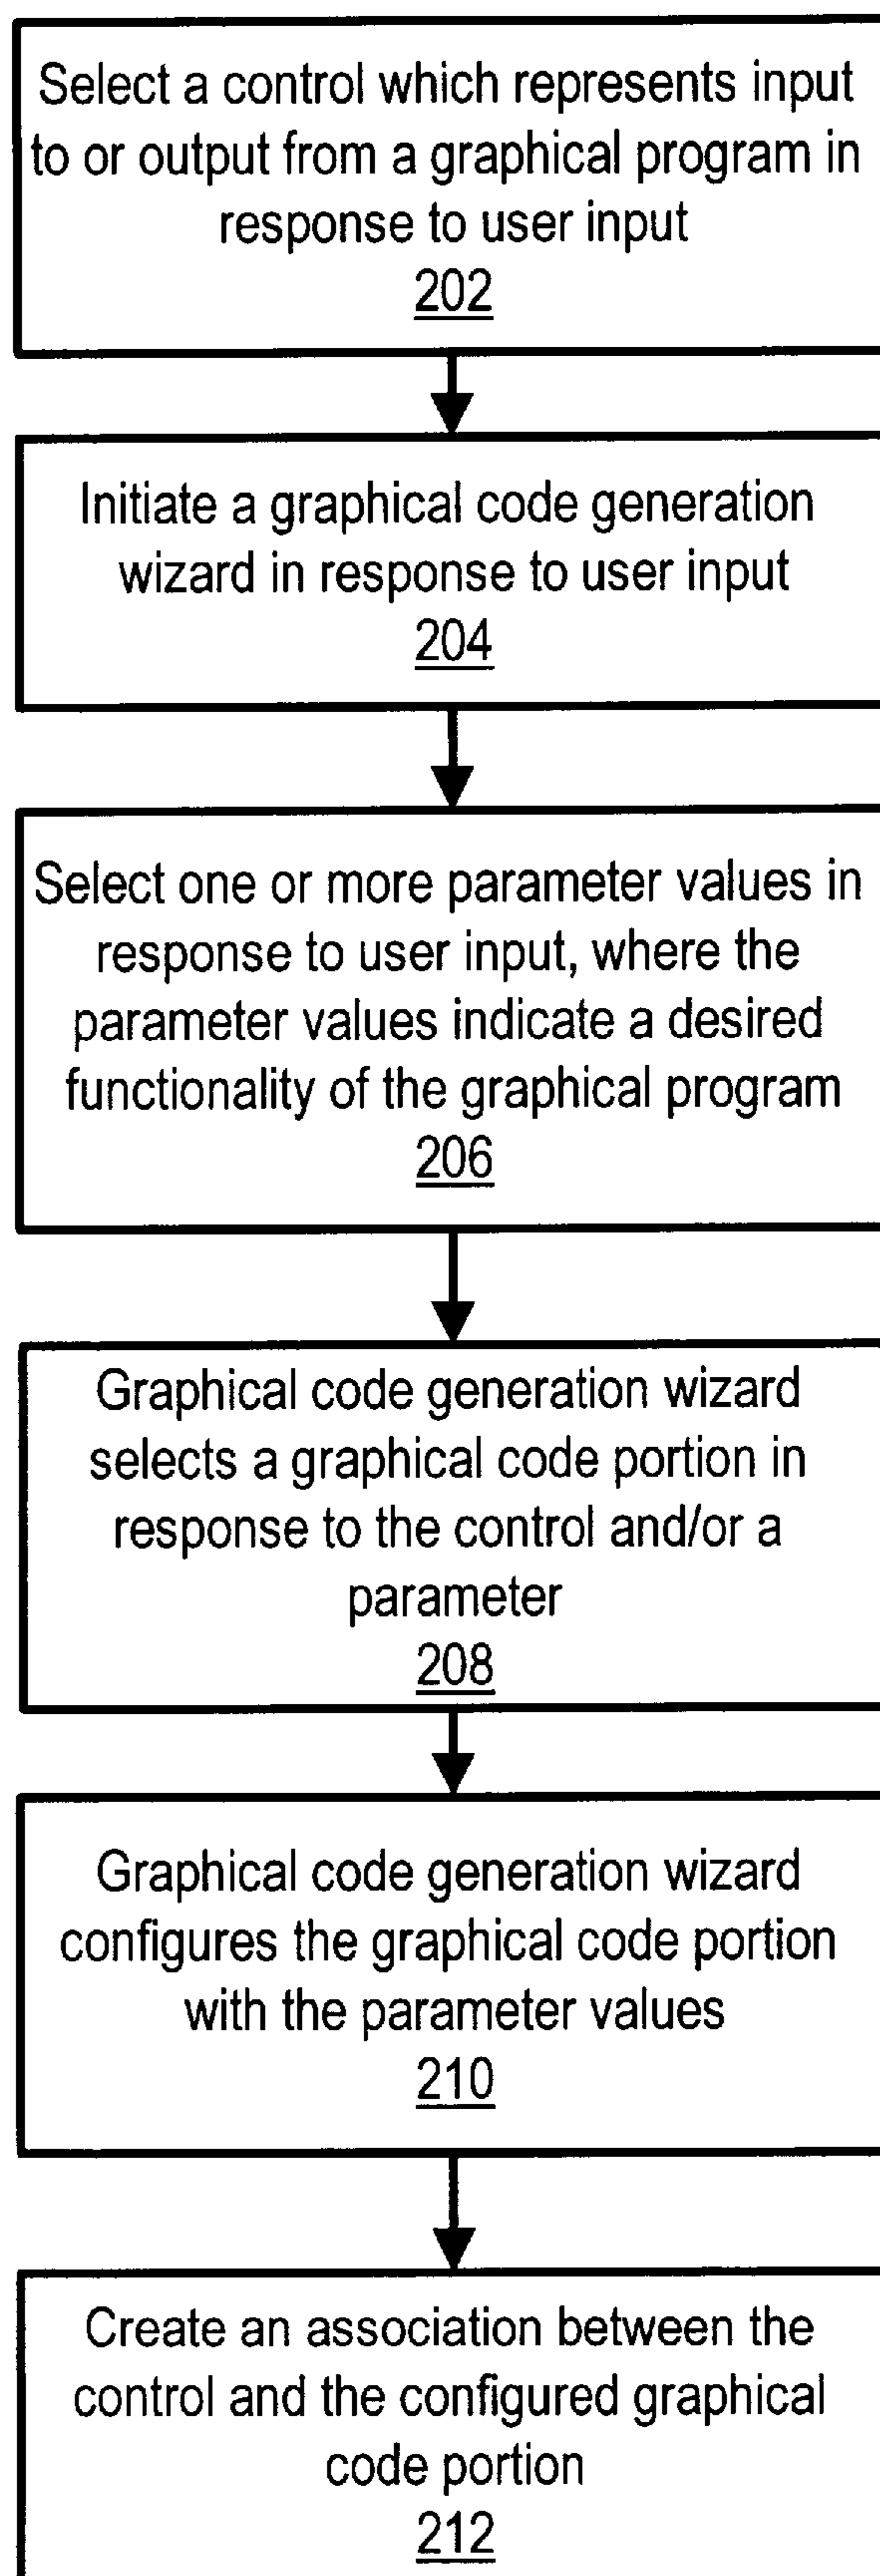 Select a control which represents input
to or output from a graphical program in
response to user input
202
Initiate a graphical code generation
wizard in response to user input
204
Select one or more parameter values in
response to user input, where the
parameter values indicate a desired
functionality of the graphical program
206
Graphical code generation wizard
selects a graphical code portion in
response to the control and/or a
parameter
208
Graphical code generation wizard
configures the graphical code portion
with the parameter values
210
Create an association between the
control and the configured graphical
code portion
212